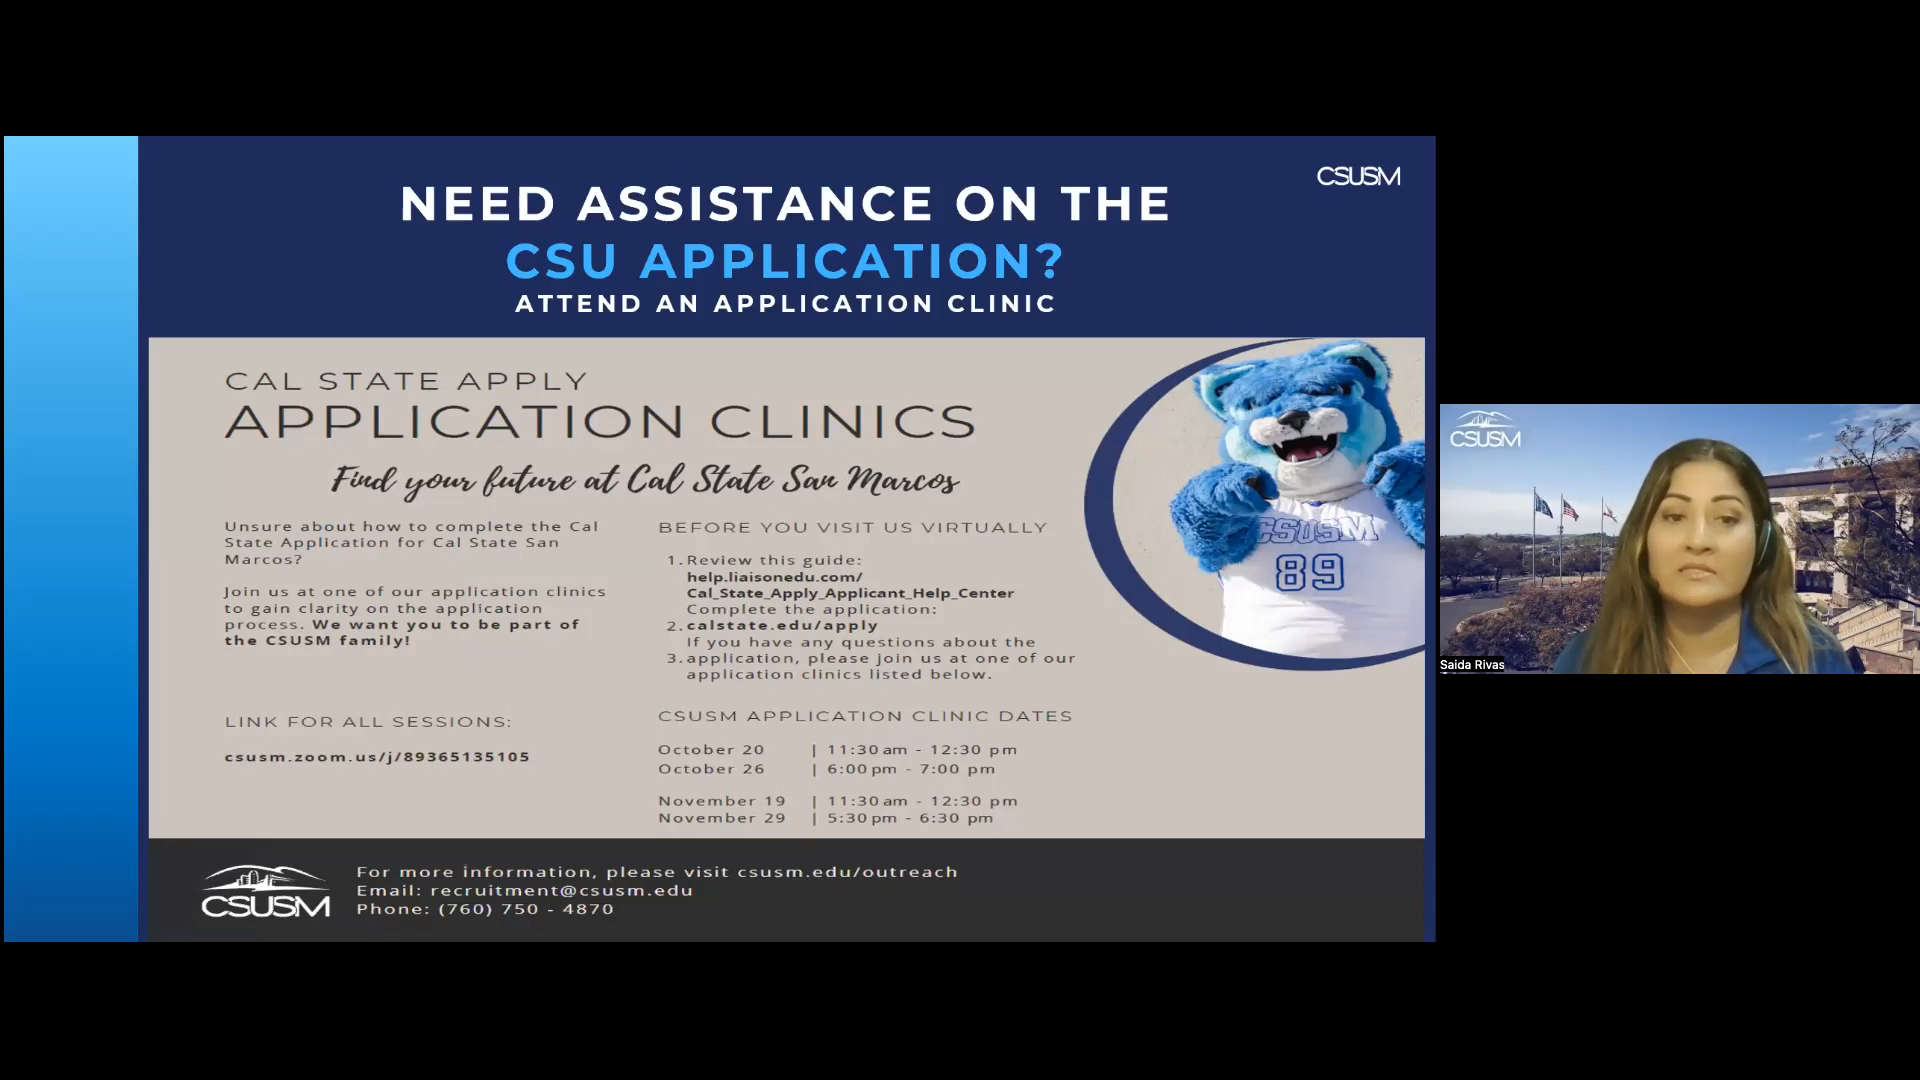 CSUSM
NEED ASSISTANCE ON THE
CSU APPLICATION?
ATTEND AN APPLICATION CLINIC
CAL STATE APPLY
APPLICATION CLINICS
Find your future at Cal State San Marcos
Unsure about how to complete the Cal
State Application for Cal State San
Marcos?
Join us at one of our application clinics
to gain clarity on the application
process. We want you to be part of
the CSUSM family!
LINK FOR ALL SESSIONS:
csusm.zoom.us/j/89365135105
BEFORE YOU VISIT US VIRTUALLY
1. Review this guide:
help.liaisonedu.com/
Cal_State_Apply_Applicant_Help_Center
Complete the application:
2. calstate.edu/apply
If you have any questions about the
3. application, please join us at one of our
application clinics listed below.
CSUSM APPLICATION CLINIC DATES
October 20 | 11:30 am - 12:30 pm
October 26 | 6:00 pm - 7:00 pm
November 19 | 11:30 am - 12:30 pm
November 29 | 5:30 pm - 6:30 pm
CSUSM
89
CSUSM
For more information, please visit csusm.edu/outreach
Email: recruitment@csusm.edu
Phone: (760) 750 - 4870
CSUSM
Saida Rivas